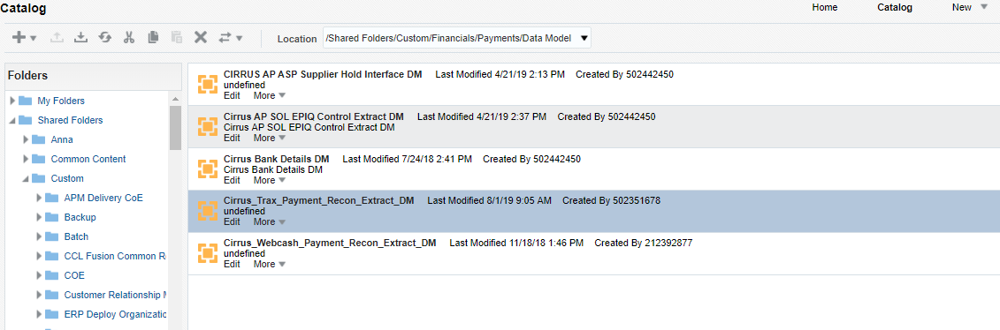 Catalog
Home Catalog New
Location /Shared Folders/Custom/Financials/Payments/Data Model
Folders
My Folders
Shared Folders
Anna
Common Content
Custom
APM Delivery CoE
Backup
Batch
CCL Fusion Common R
COE
Customer Relationship M
ERP Deploy Organizatio
CIRRUS AP ASP Supplier Hold Interface DM Last Modified 4/21/19 2:13 PM Created By 502442450
undefined
Edit More
Cirrus AP SOL EPIQ Control Extract DM Last Modified 4/21/19 2:37 PM Created By 502442450
Cirrus AP SOL EPIQ Control Extract DM
Edit More
Cirrus Bank Details DM Last Modified 7/24/18 2:41 PM Created By 502442450
Cirrus Bank Details DM
Edit More
Cirrus_Trax_Payment_Recon_Extract_DM Last Modified 8/1/19 9:05 AM Created By 502351678
undefined
Edit More
Cirrus_Webcash_Payment_Recon_Extract_DM Last Modified 11/18/18 1:46 PM Created By 212392877
undefined
Edit More